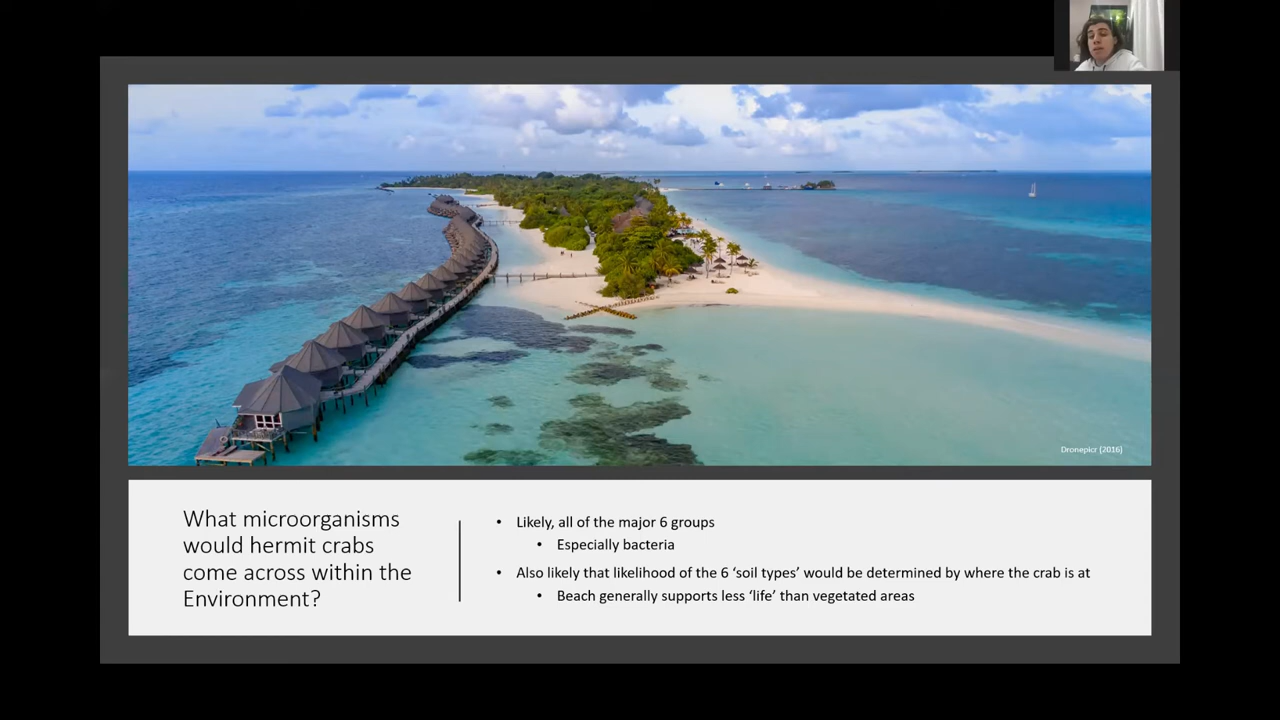 Dronepicr (2016)
What microorganisms
would hermit crabs
come across within the
Environment?
• Likely, all of the major 6 groups
• Especially bacteria
• Also likely that likelihood of the 6 ‘soil types’ would be determined by where the crab is at
• Beach generally supports less ‘life’ than vegetated areas